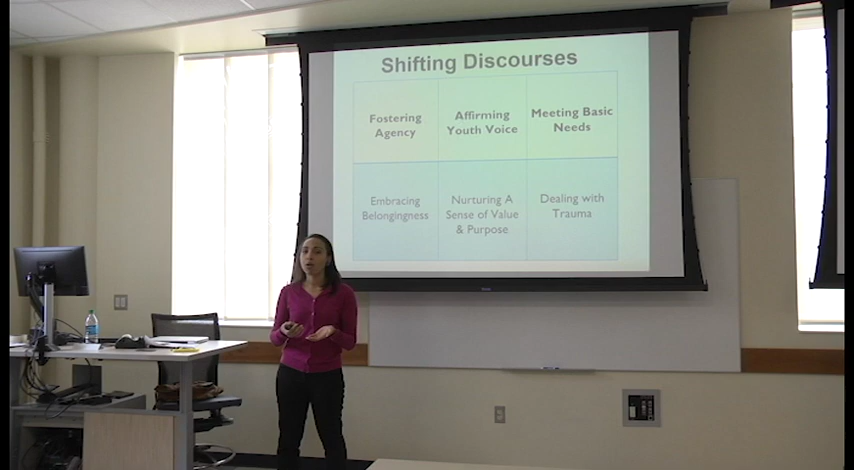 Shifting Discourses
Fostering
Agency
Affirming
Youth Voice
Meeting Basic
Needs
Embracing
Belongingness
Nurturing A
Sense of Value
& Purpose
Dealing with
Trauma